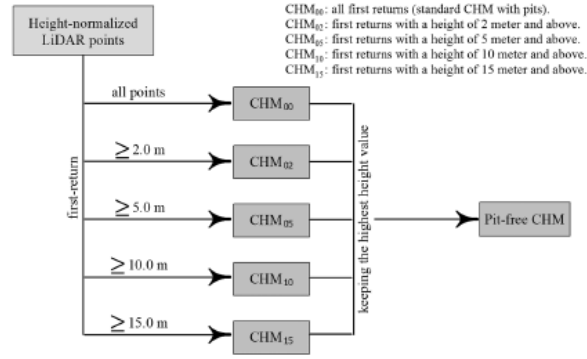 Height-normalized
LiDAR points
CHM00: all first returns (standard CHM with pits).
CHM02: first returns with a height of 2 meter and above.
CHM05: first returns with a height of 5 meter and above.
CHM10: first returns with a height of 10 meter and above.
CHM15: first returns with a height of 15 meter and above.
first-return
all points
CHM00
≥2.0 m
CHM02
≥5.0 m
CHM05
≥10.0 m
CHM10
≥15.0 m
CHM15
keeping the highest height value
Pit-free CHM